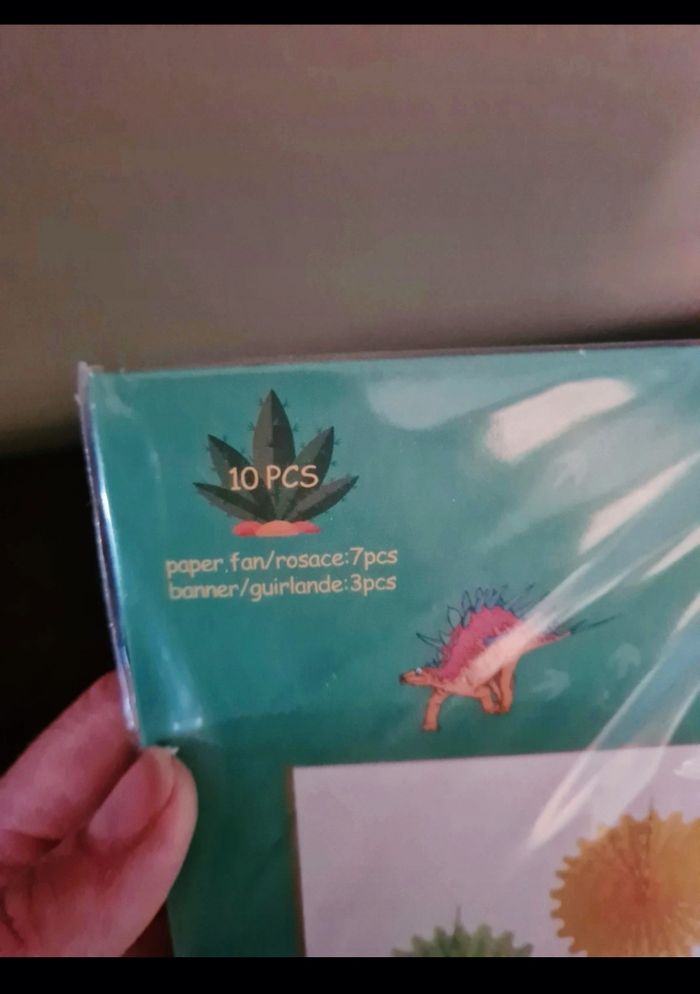 10 PCS
paper fan/rosace:7pcs
banner/guirlande:3pcs